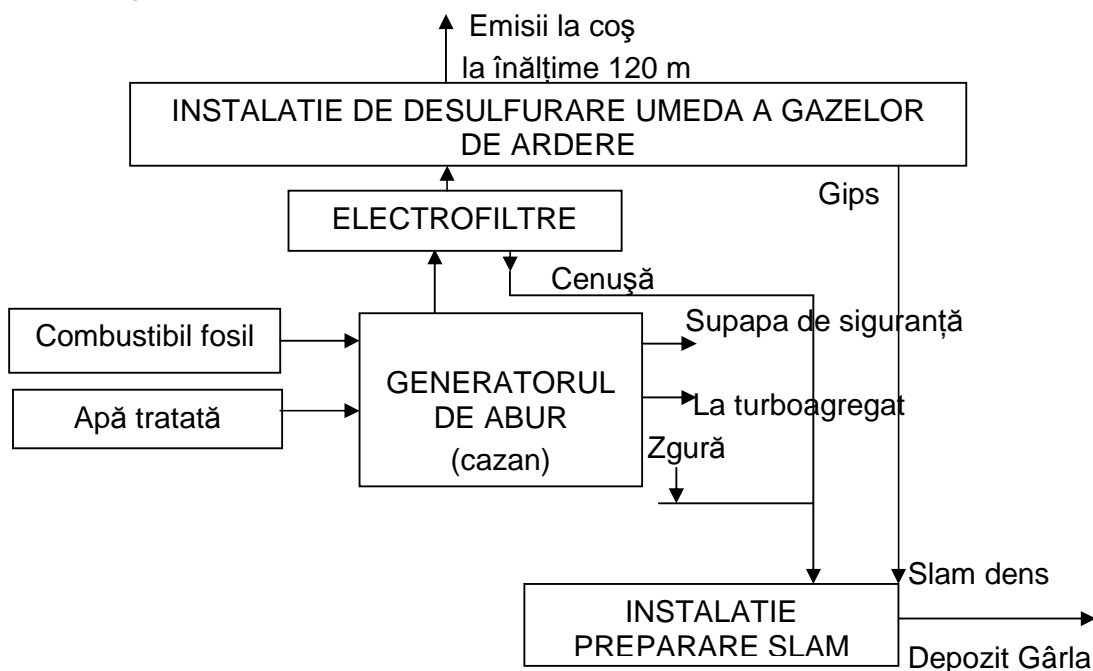 Emisii la coş
la înălțime 120 m
INSTALATIE DE DESULFURARE UMEDA A GAZELOR
DE ARDERE
Gips
ELECTROFILTRE
Cenuşă
Combustibil fosil
Supapa de siguranță
GENERATORUL
DE ABUR
(cazan)
Apă tratată
La turboagregat
Zgură
Slam dens
INSTALATIE
PREPARARE SLAM
Depozit Gârla